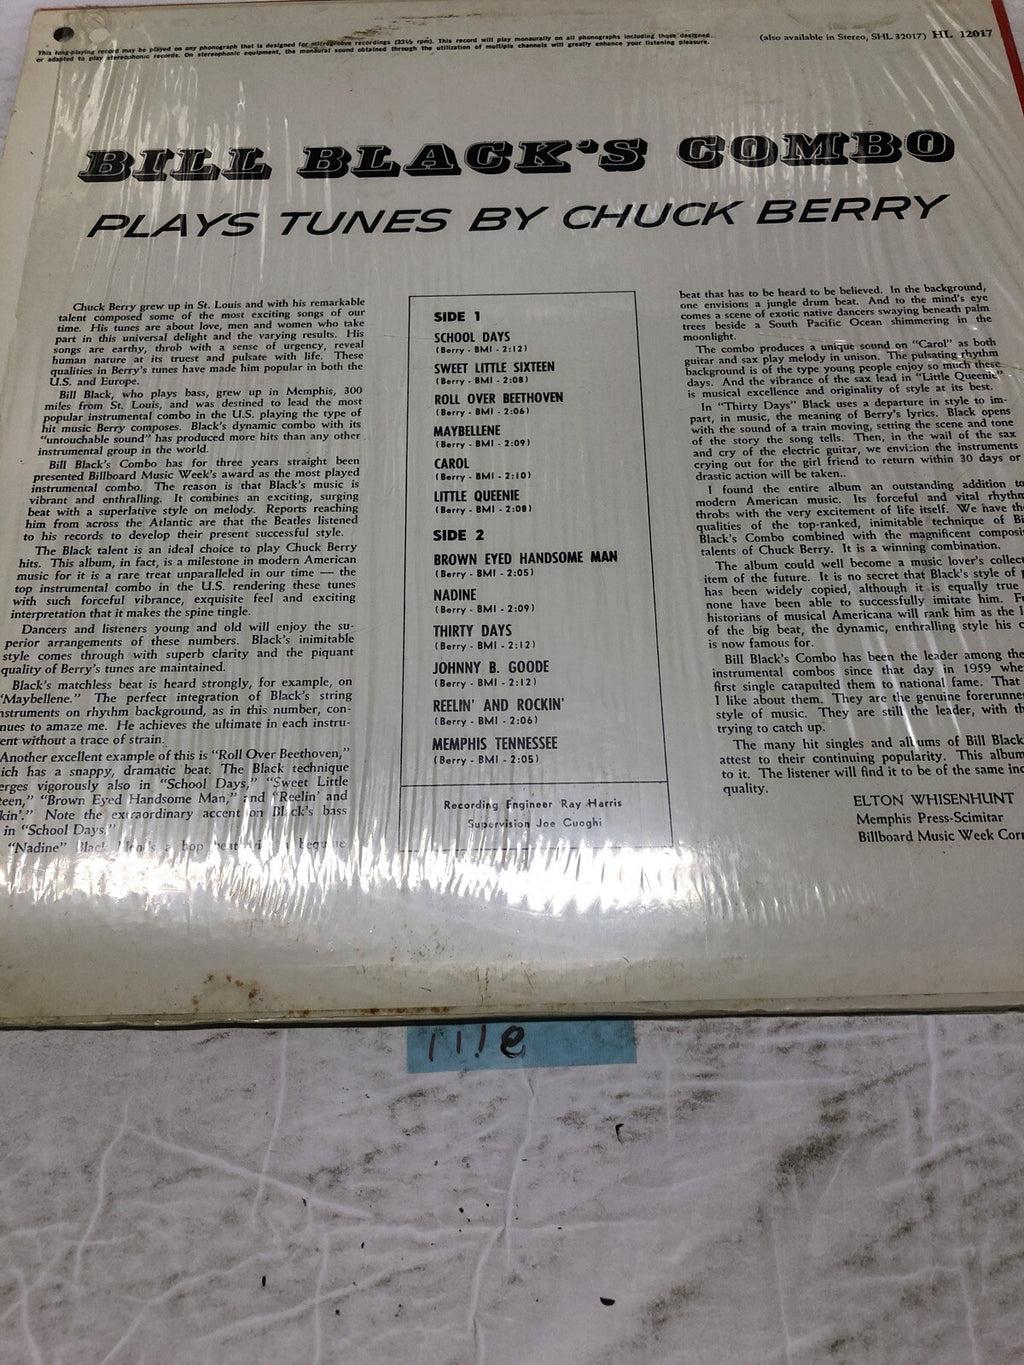 This long-playing record may be played on any phonograph that is designed for microgroove recordings (33⅓ rpm). This record will play monaurally on all phonographs including those designed
or adapted to play stereophonic records. On stereophonic equipment, the monaural sound obtained through the utilization of multiple channels will greatly enhance your listening pleasure.
(also available in Stereo, SHL 32017) HL 12017
BILL BLACK'S COMBO
PLAYS TUNES BY CHUCK BERRY
Chuck Berry grew up in St. Louis and with his remarkable
talent composed some of the most exciting songs of our
time. His tunes are about love, men and women who take
part in this universal delight and the varying results. His
songs are earthy, throb with a sense of urgency, reveal
human nature at its truest and pulsate with life. These
qualities in Berry's tunes have made him popular in both the
U.S. and Europe.
Bill Black, who plays bass, grew up in Memphis, 300
miles from St. Louis, and was destined to lead the most
popular instrumental combo in the U.S. playing the type of
hit music Berry composes. Black's dynamic combo with its
"untouchable sound" has produced more hits than any other
instrumental group in the world.
Bill Black's Combo has for three years straight been
presented Billboard Music Week's award as the most played
instrumental combo. The reason is that Black's music is
vibrant and enthralling. It combines an exciting, surging
beat with a superlative style on melody. Reports reaching
him from across the Atlantic are that the Beatles listened
to his records to develop their present successful style.
The Black talent is an ideal choice to play Chuck Berry
hits. This album, in fact, is a milestone in modern American
music for it is a rare treat unparalleled in our time — the
top instrumental combo in the U.S. rendering these tunes
with such forceful vibrance, exquisite feel and exciting
interpretation that it makes the spine tingle.
Dancers and listeners young and old will enjoy the su-
perior arrangements of these numbers. Black's inimitable
style comes through with superb clarity and the piquant
quality of Berry's tunes are maintained.
Black's matchless beat is heard strongly, for example, on
"Maybellene." The perfect integration of Black's string
nstruments on rhythm background, as in this number, con-
nues to amaze me. He achieves the ultimate in each instru-
ent without a trace of strain.
Another excellent example of this is "Roll Over Beethoven,"
ich has a snappy, dramatic beat. The Black technique
erges vigorously also in "School Days," "Sweet Little
teen," "Brown Eyed Handsome Man," and "Reelin' and
kin'." Note the extraordinary accent on Black's bass
in "School Days."
"Nadine" Black blends a bop beat
SIDE 1
SCHOOL DAYS
(Berry - BMI - 2:12)
SWEET LITTLE SIXTEEN
(Berry - BMI - 2:08)
ROLL OVER BEETHOVEN
(Berry - BMI - 2:06)
MAYBELLENE
(Berry - BMI - 2:09)
CAROL
(Berry - BMI - 2:10)
LITTLE QUEENIE
(Berry - BMI - 2:08)
SIDE 2
BROWN EYED HANDSOME MAN
(Berry - BMI - 2:05)
NADINE
(Berry - BMI - 2:09)
THIRTY DAYS
(Berry - BMI - 2:12)
JOHNNY B. GOODE
(Berry - BMI - 2:12)
REELIN' AND ROCKIN'
(Berry - BMI - 2:06)
MEMPHIS TENNESSEE
(Berry - BMI - 2:05)
Recording Engineer Ray Harris
Supervision Joe Cuoghi
beat that has to be heard to be believed. In the background,
one envisions a jungle drum beat. And to the mind's eye
comes a scene of exotic native dancers swaying beneath palm
trees beside a South Pacific Ocean shimmering in the
moonlight.
The combo produces a unique sound on "Carol" as both
guitar and sax play melody in unison. The pulsating rhythm
background is of the type young people enjoy so much these
days. And the vibrance of the sax lead in "Little Queenie"
is musical excellence and originality of style at its best.
In "Thirty Days" Black uses a departure in style to im-
part, in music, the meaning of Berry's lyrics. Black opens
with the sound of a train moving, setting the scene and tone
of the story the song tells. Then, in the wail of the sax
and cry of the electric guitar, we envision the instruments
crying out for the girl friend to return within 30 days or
drastic action will be taken..
I found the entire album an outstanding addition to
modern American music. Its forceful and vital rhythm
throbs with the very excitement of life itself. We have the
qualities of the top-ranked, inimitable technique of Bi
Black's Combo combined with the magnificent composi
talents of Chuck Berry. It is a winning combination.
The album could well become a music lover's collec
item of the future. It is no secret that Black's style of
has been widely copied, although it is equally true
none have been able to successfully imitate him. F
historians of musical Americana will rank him as the l
of the big beat, the dynamic, enthralling style his c
is now famous for.
Bill Black's Combo has been the leader among the
instrumental combos since that day in 1959 whe
first single catapulted them to national fame. That
I like about them. They are the genuine forerunne
style of music. They are still the leader, with th
trying to catch up.
The many hit singles and albums of Bill Black
attest to their continuing popularity. This album
to it. The listener will find it to be of the same inc
quality.
ELTON WHISENHUNT
Memphis Press-Scimitar
Billboard Music Week Corr